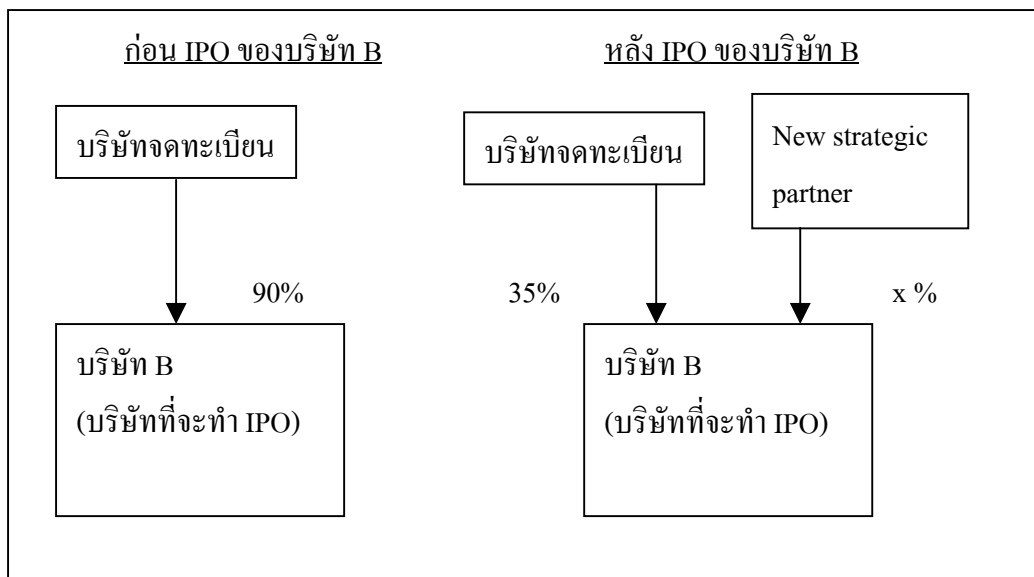 ก่อน IPO ของบริษัท B
บริษัทจดทะเบียน
90%
บริษัท B
(บริษัทที่จะทำ IPO)
หลัง IPO ของบริษัท B
บริษัทจดทะเบียน
New strategic
partner
35%
x %
บริษัท B
(บริษัทที่จะทำ IPO)